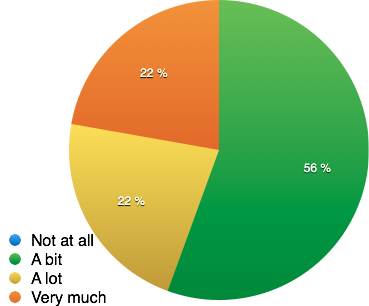 22 %
56 %
22 %
Not at all
A bit
A lot
Very much